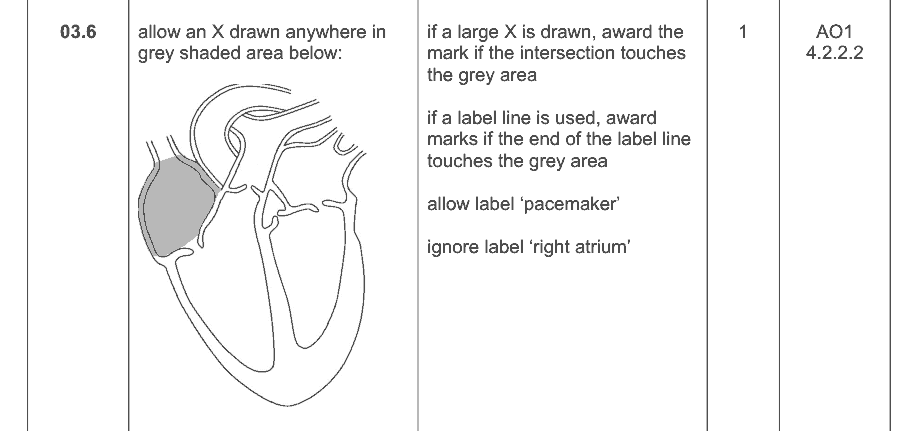 03.6
allow an X drawn anywhere in
grey shaded area below:
if a large X is drawn, award the
mark if the intersection touches
the grey area
if a label line is used, award
marks if the end of the label line
touches the grey area
allow label ‘pacemaker’
ignore label ‘right atrium’
1
AO1
4.2.2.2